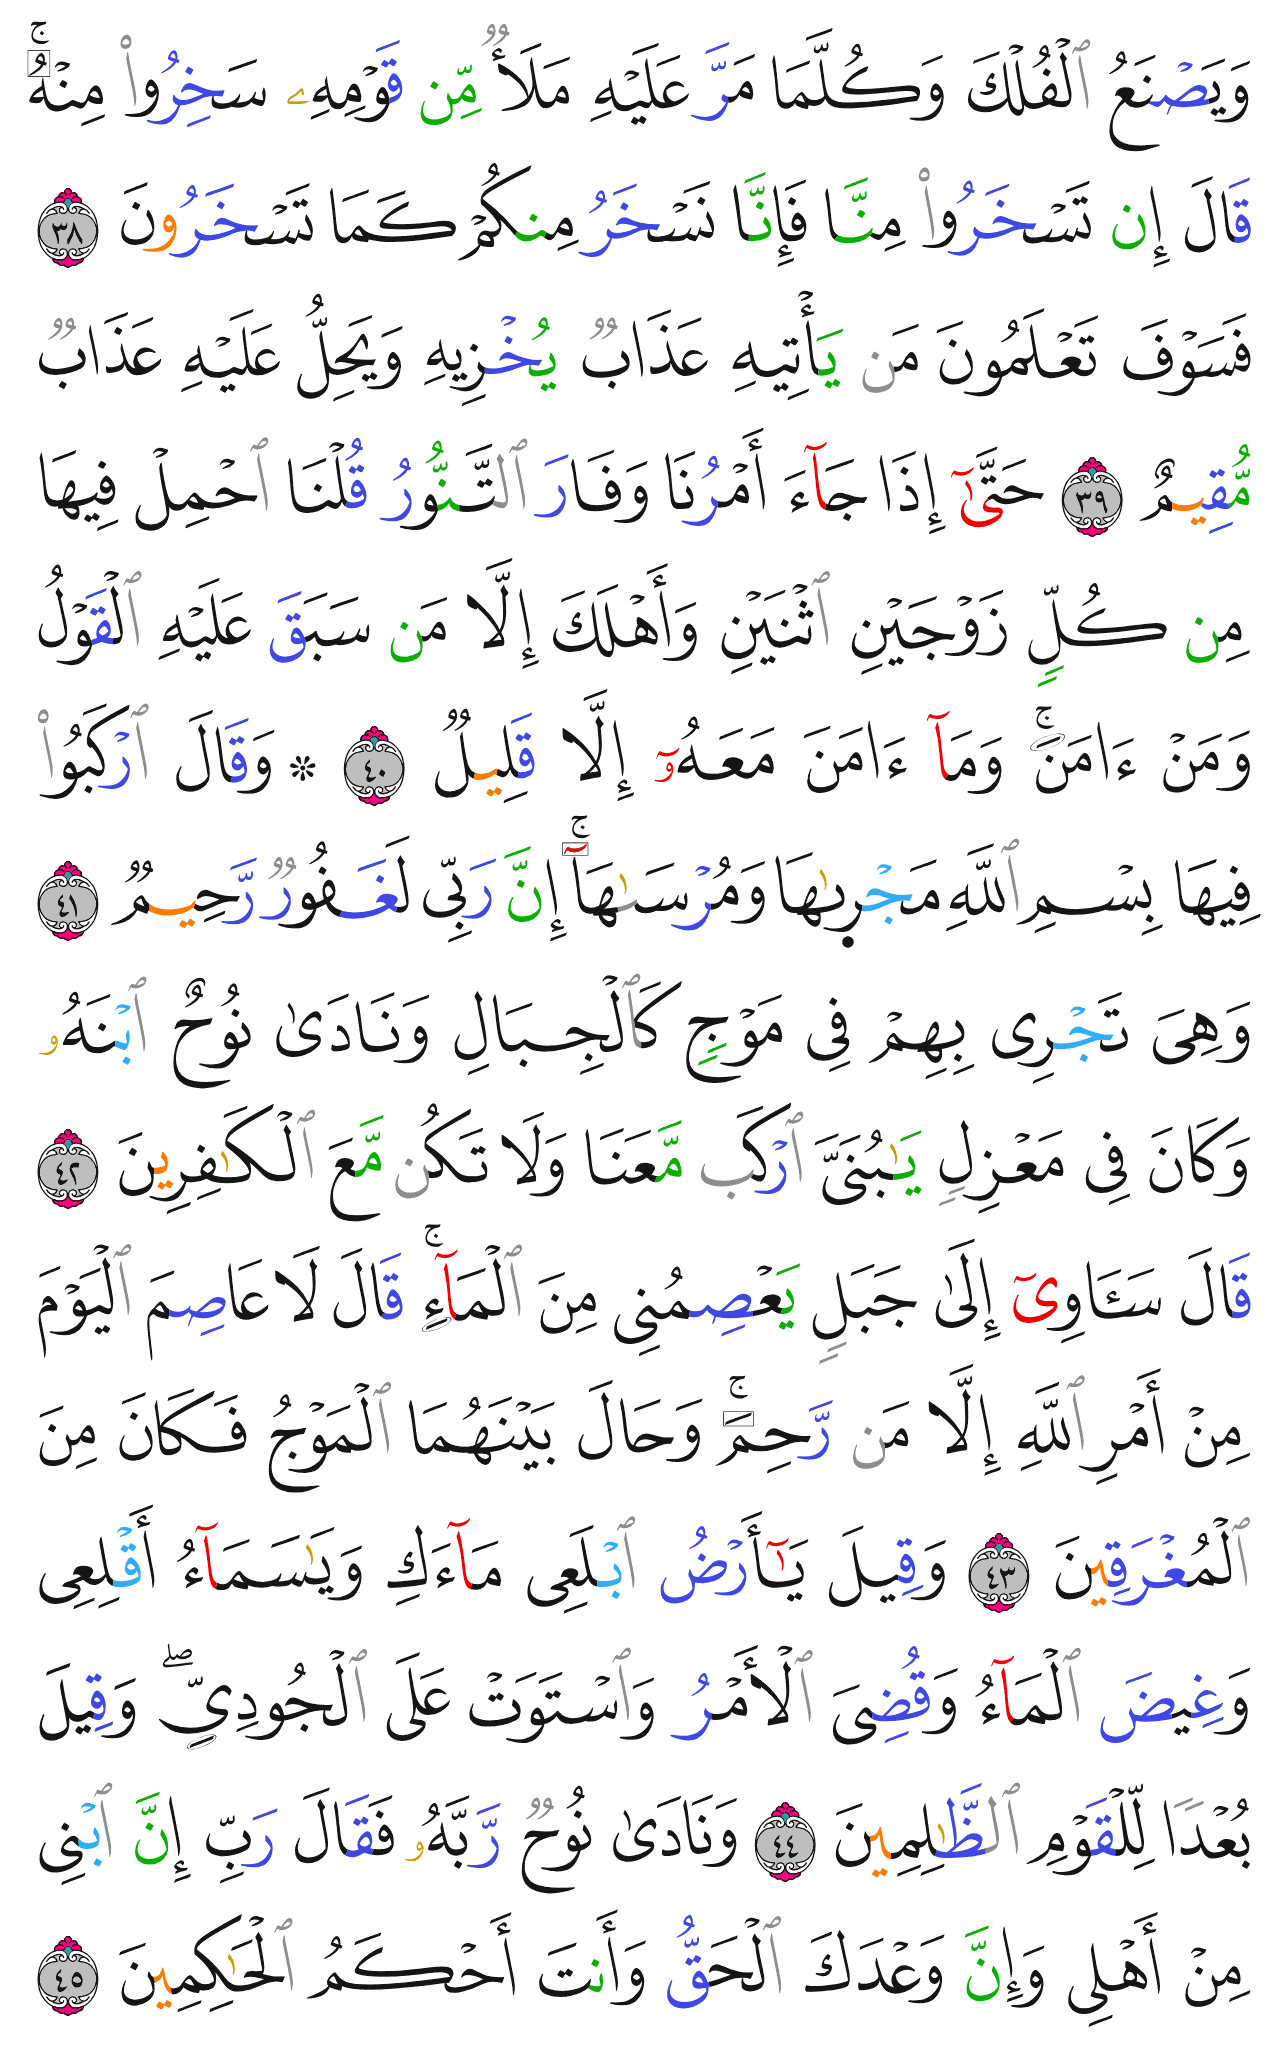 وَيَصْنَعُ ٱلْفُلْكَ وَكُلَّمَا مَرَّ عَلَيْهِ مَلَأٌ مِّن قَوْمِهِۦ سَخِرُوا۟ مِنْهُ ۚ
قَالَ إِن تَسْخَرُوا۟ مِنَّا فَإِنَّا نَسْخَرُ مِنكُمْ كَمَا تَسْخَرُونَ ٣٨
فَسَوْفَ تَعْلَمُونَ مَن يَأْتِيهِ عَذَابٌ يُخْزِيهِ وَيَحِلُّ عَلَيْهِ عَذَابٌ
مُّقِيمٌ ٣٩ حَتَّىٰٓ إِذَا جَآءَ أَمْرُنَا وَفَارَ ٱلتَّنُّورُ قُلْنَا ٱحْمِلْ فِيهَا
مِن كُلٍّ زَوْجَيْنِ ٱثْنَيْنِ وَأَهْلَكَ إِلَّا مَن سَبَقَ عَلَيْهِ ٱلْقَوْلُ
وَمَنْ ءَامَنَ ۚ وَمَآ ءَامَنَ مَعَهُۥٓ إِلَّا قَلِيلٌ ٤٠ ۞ وَقَالَ ٱرْكَبُوا۟
فِيهَا بِسْمِ ٱللَّهِ مَجْر۪ىٰهَا وَمُرْسَىٰهَآ ۚ إِنَّ رَبِّى لَغَفُورٌ رَّحِيمٌ ٤١
وَهِىَ تَجْرِى بِهِمْ فِى مَوْجٍ كَٱلْجِبَالِ وَنَادَىٰ نُوحٌ ٱبْنَهُۥ
وَكَانَ فِى مَعْزِلٍ يَـٰبُنَىَّ ٱرْكَب مَّعَنَا وَلَا تَكُن مَّعَ ٱلْكَـٰفِرِينَ ٤٢
قَالَ سَـَٔاوِىٓ إِلَىٰ جَبَلٍ يَعْصِمُنِى مِنَ ٱلْمَآءِ ۚ قَالَ لَا عَاصِمَ ٱلْيَوْمَ
مِنْ أَمْرِ ٱللَّهِ إِلَّا مَن رَّحِمَ ۚ وَحَالَ بَيْنَهُمَا ٱلْمَوْجُ فَكَانَ مِنَ
ٱلْمُغْرَقِينَ ٤٣ وَقِيلَ يَـٰٓأَرْضُ ٱبْلَعِى مَآءَكِ وَيَـٰسَمَآءُ أَقْلِعِى
وَغِيضَ ٱلْمَآءُ وَقُضِىَ ٱلْأَمْرُ وَٱسْتَوَتْ عَلَى ٱلْجُودِىِّ ۖ وَقِيلَ
بُعْدًا لِّلْقَوْمِ ٱلظَّـٰلِمِينَ ٤٤ وَنَادَىٰ نُوحٌ رَّبَّهُۥ فَقَالَ رَبِّ إِنَّ ٱبْنِى
مِنْ أَهْلِى وَإِنَّ وَعْدَكَ ٱلْحَقُّ وَأَنتَ أَحْكَمُ ٱلْحَـٰكِمِينَ ٤٥